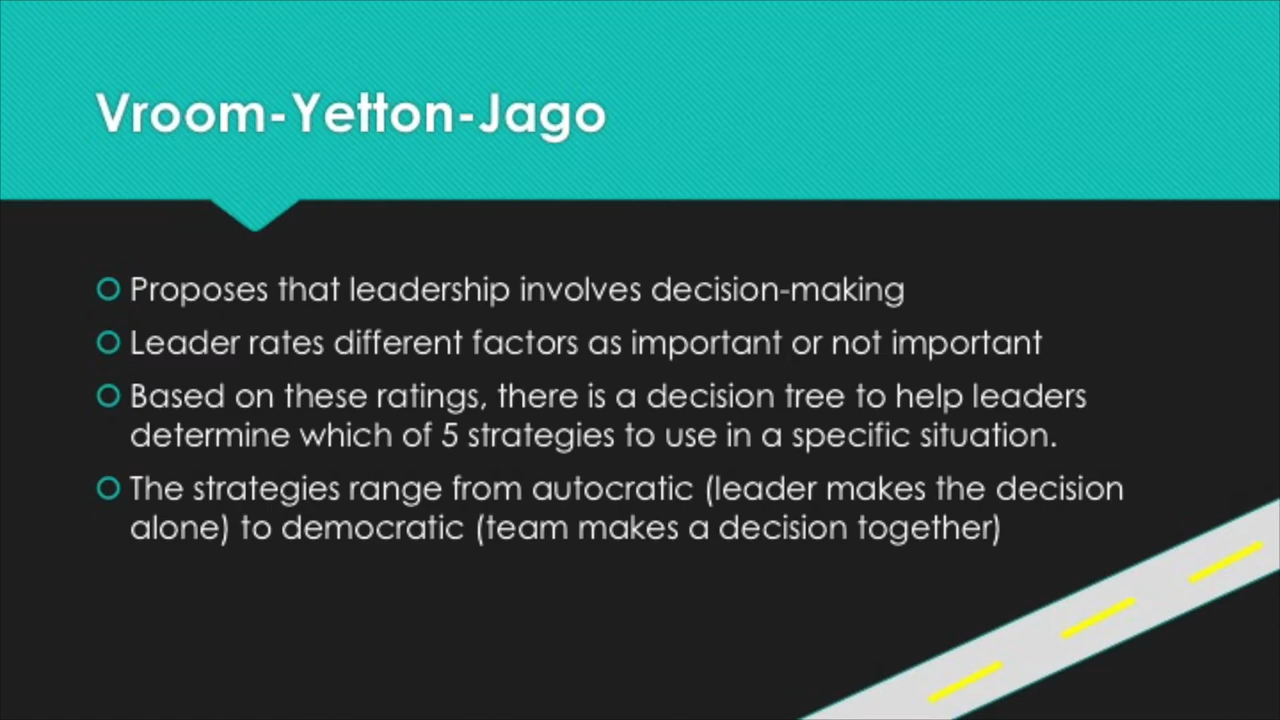 Vroom-Yetton-Jago
Proposes that leadership involves decision-making
Leader rates different factors as important or not important
Based on these ratings, there is a decision tree to help leaders
determine which of 5 strategies to use in a specific situation.
The strategies range from autocratic (leader makes the decision
alone) to democratic (team makes a decision together)